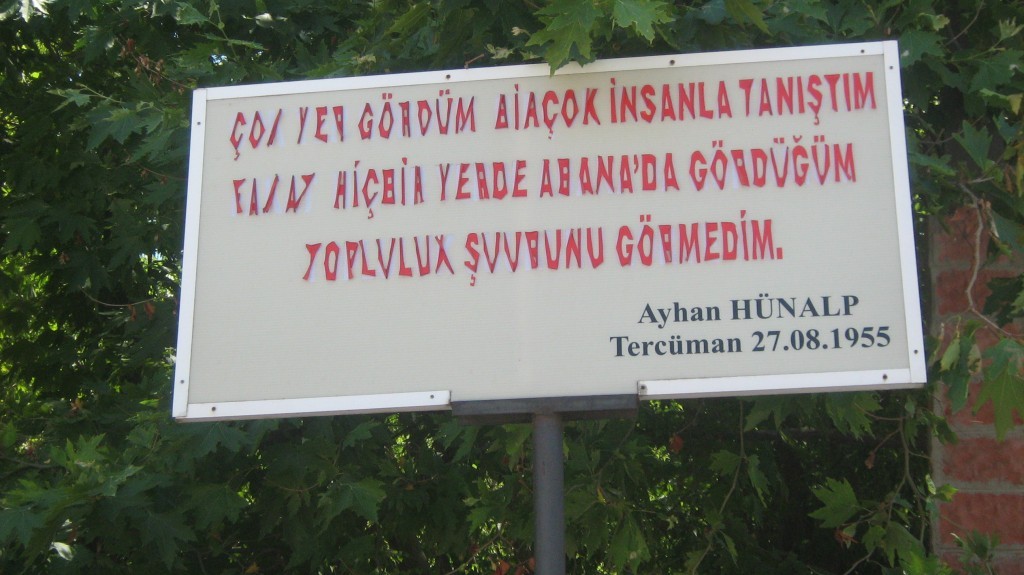 ÇOK YER GÖRDÜM BİRÇOK İNSANLA TANIŞTIM
FAKAT HİÇBİR YERDE ABANA'DA GÖRDÜĞÜM
TOPLULUK ŞUURUNU GÖRMEDİM.
Ayhan HÜNALP
Tercüman 27.08.1955